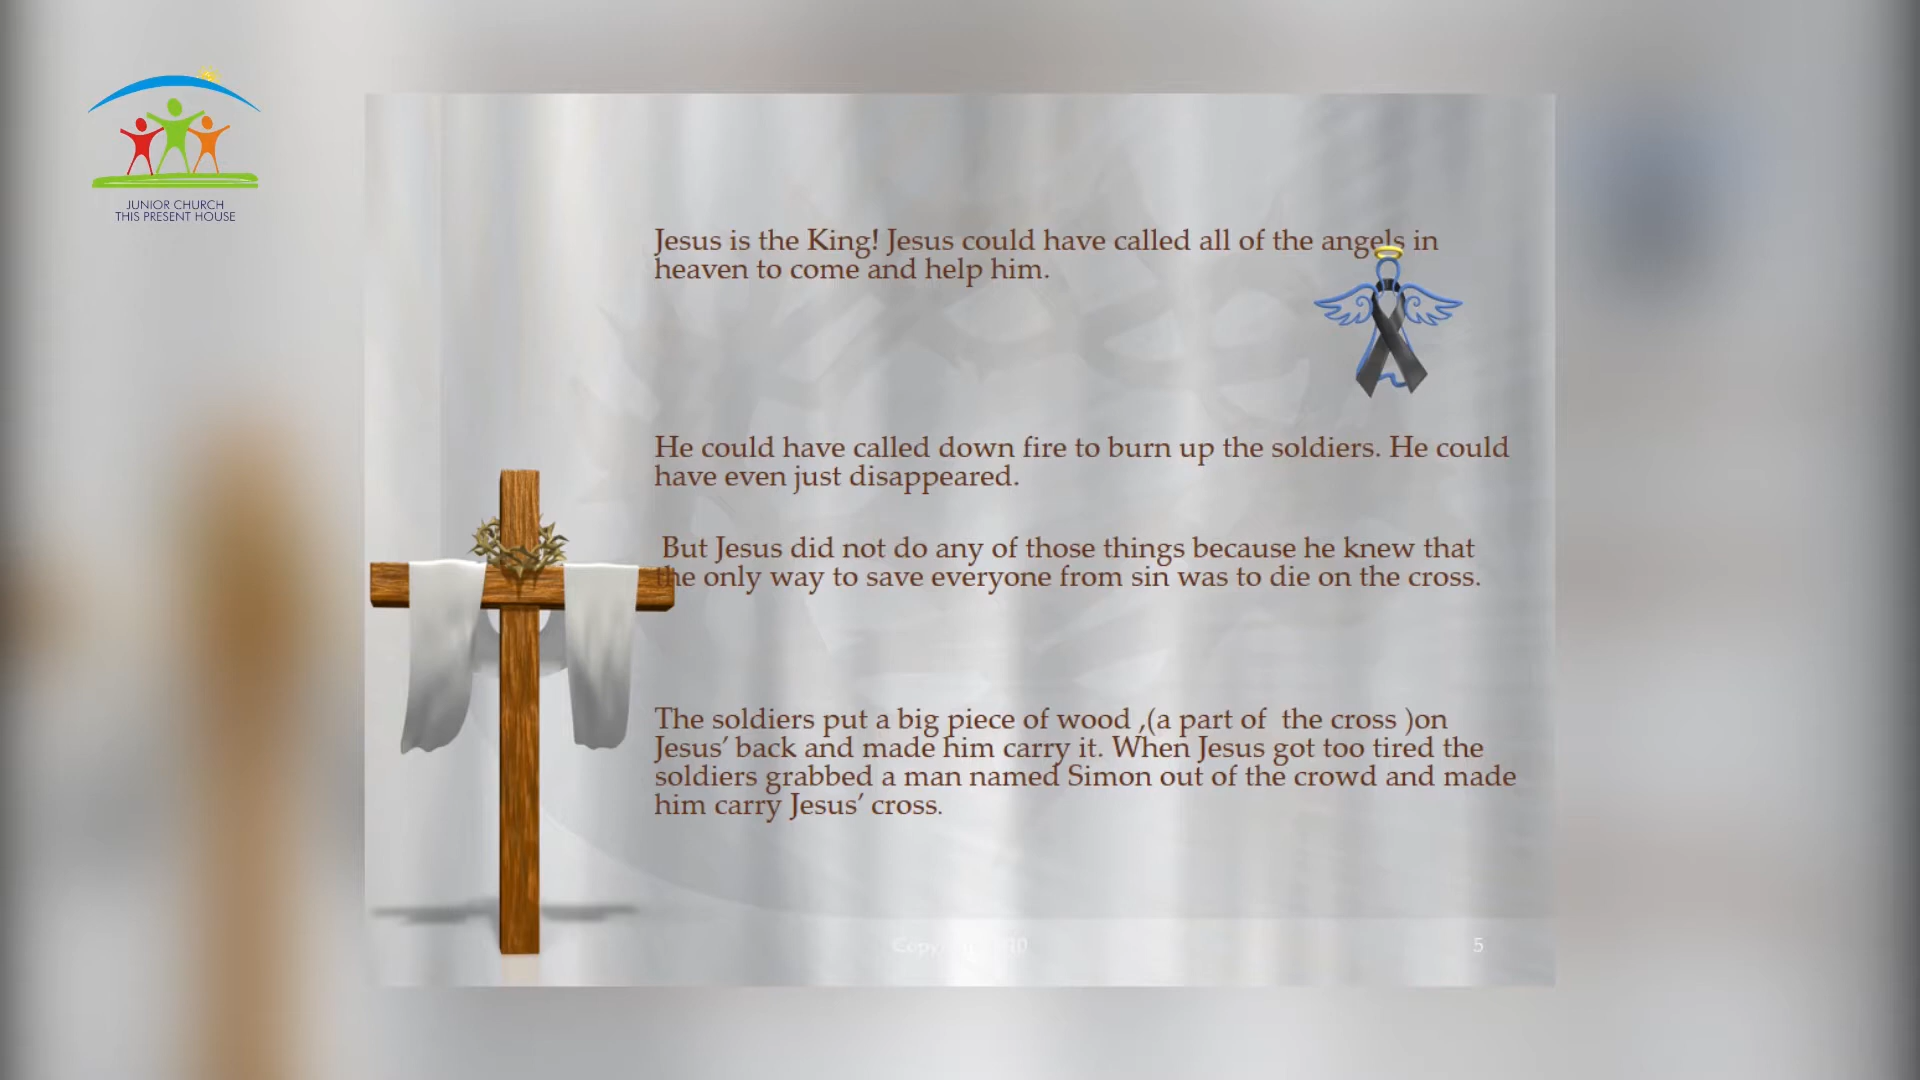 JUNIOR CHURCH
THIS PRESENT HOUSE
Jesus is the King! Jesus could have called all of the angels in
heaven to come and help him.
He could have called down fire to burn up the soldiers. He could
have even just disappeared.
But Jesus did not do any of those things because he knew that
the only way to save everyone from sin was to die on the cross.
The soldiers put a big piece of wood ,(a part of the cross )on
Jesus’ back and made him carry it. When Jesus got too tired the
soldiers grabbed a man named Simon out of the crowd and made
him carry Jesus’ cross.
5